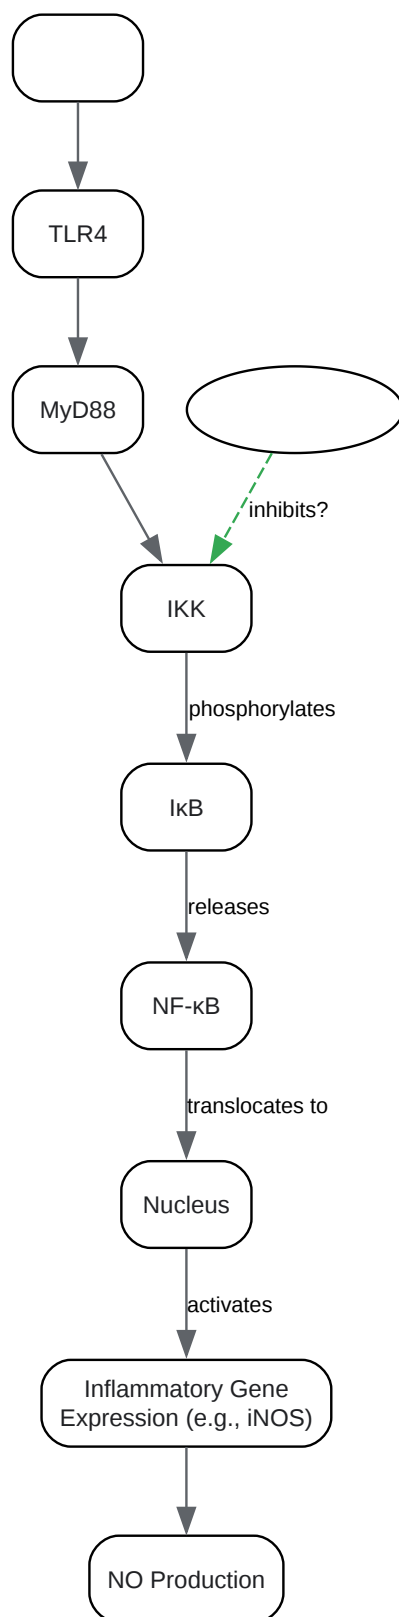 TLR4
MyD88
inhibits?
IKK
phosphorylates
IκB
releases
NF-κB
translocates to
Nucleus
activates
Inflammatory Gene
Expression (e.g., iNOS)
NO Production